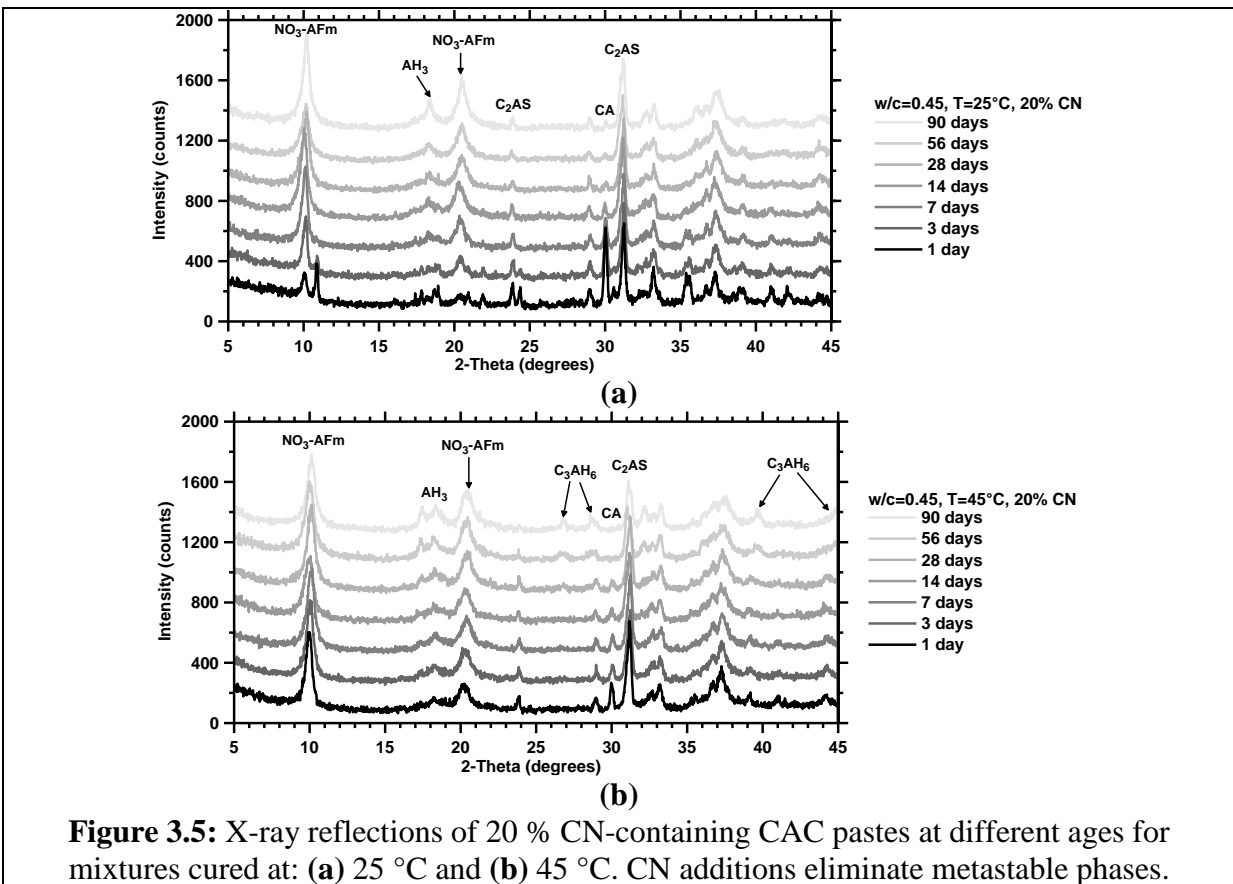 2000
1600
1200
800
400
0
Intensity (counts)
NO₃-AFm
AH₃
NO₃-AFm
C₂AS
CA
C₂AS
5 10 15 20 25 30 35 40 45
2-Theta (degrees)
w/c=0.45, T=25°C, 20% CN
90 days
56 days
28 days
14 days
7 days
3 days
1 day
(a)
2000
1600
1200
800
400
0
Intensity (counts)
NO₃-AFm
AH₃
NO₃-AFm
C₃AH₆
CA
C₂AS
C₃AH₆
5 10 15 20 25 30 35 40 45
2-Theta (degrees)
w/c=0.45, T=45°C, 20% CN
90 days
56 days
28 days
14 days
7 days
3 days
1 day
(b)
Figure 3.5: X-ray reflections of 20 % CN-containing CAC pastes at different ages for
mixtures cured at: (a) 25 °C and (b) 45 °C. CN additions eliminate metastable phases.